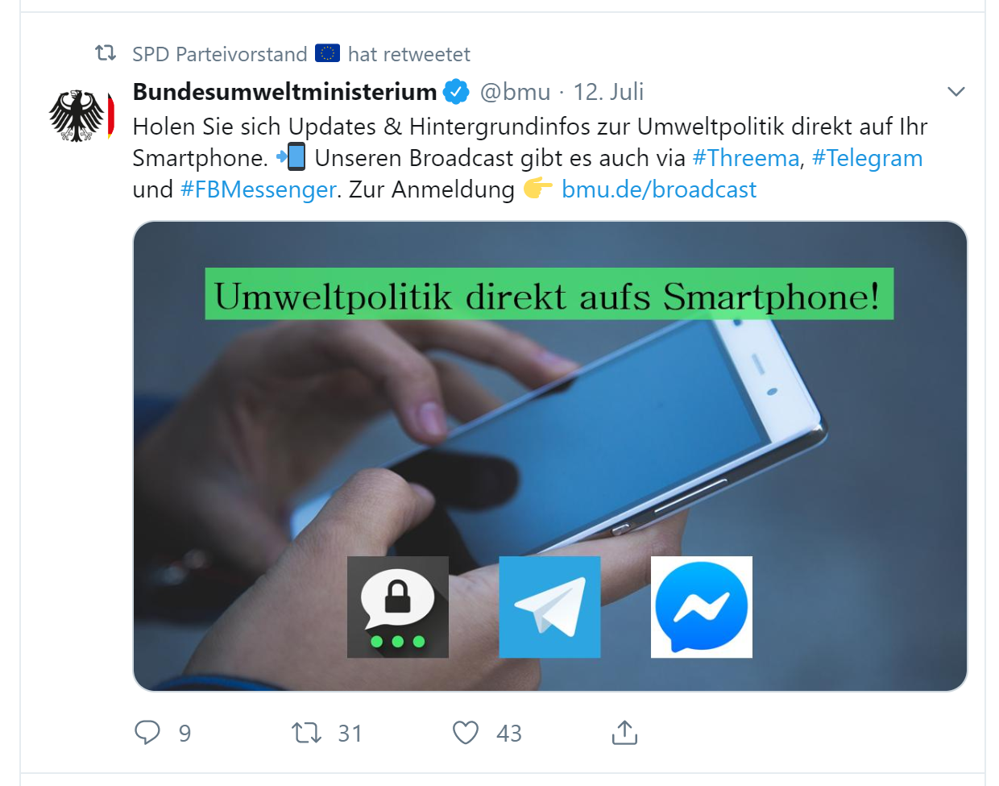 SPD Parteivorstand 🇪🇺 hat retweetet
Bundesumweltministerium @bmu · 12. Juli
Holen Sie sich Updates & Hintergrundinfos zur Umweltpolitik direkt auf Ihr
Smartphone. 📲 Unseren Broadcast gibt es auch via #Threema, #Telegram
und #FBMessenger. Zur Anmeldung 👉 bmu.de/broadcast
Umweltpolitik direkt aufs Smartphone!
9 31 43